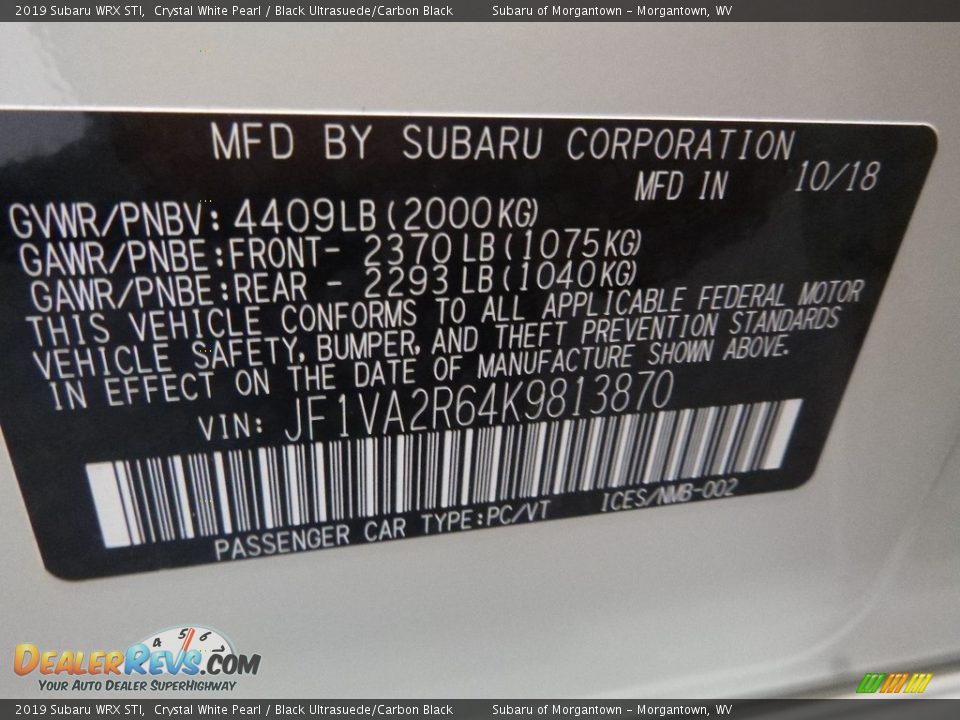 2019 Subaru WRX STI, Crystal White Pearl / Black Ultrasuede/Carbon Black Subaru of Morgantown - Morgantown, WV
MFD BY SUBARU CORPORATION
MFD IN 10/18
GVWR/PNBV: 4409LB(2000KG)
GAWR/PNBE:FRONT- 2370LB(1075KG)
GAWR/PNBE:REAR - 2293LB(1040KG)
THIS VEHICLE CONFORMS TO ALL APPLICABLE FEDERAL MOTOR
VEHICLE SAFETY, BUMPER, AND THEFT PREVENTION STANDARDS
IN EFFECT ON THE DATE OF MANUFACTURE SHOWN ABOVE.
VIN: JF1VA2R64K9813870
PASSENGER CAR TYPE:PC/VT ICES/NMB-002
4 5 6
DEALERREVS.COM
YOUR AUTO DEALER SUPERHIGHWAY
2019 Subaru WRX STI, Crystal White Pearl / Black Ultrasuede/Carbon Black Subaru of Morgantown - Morgantown, WV